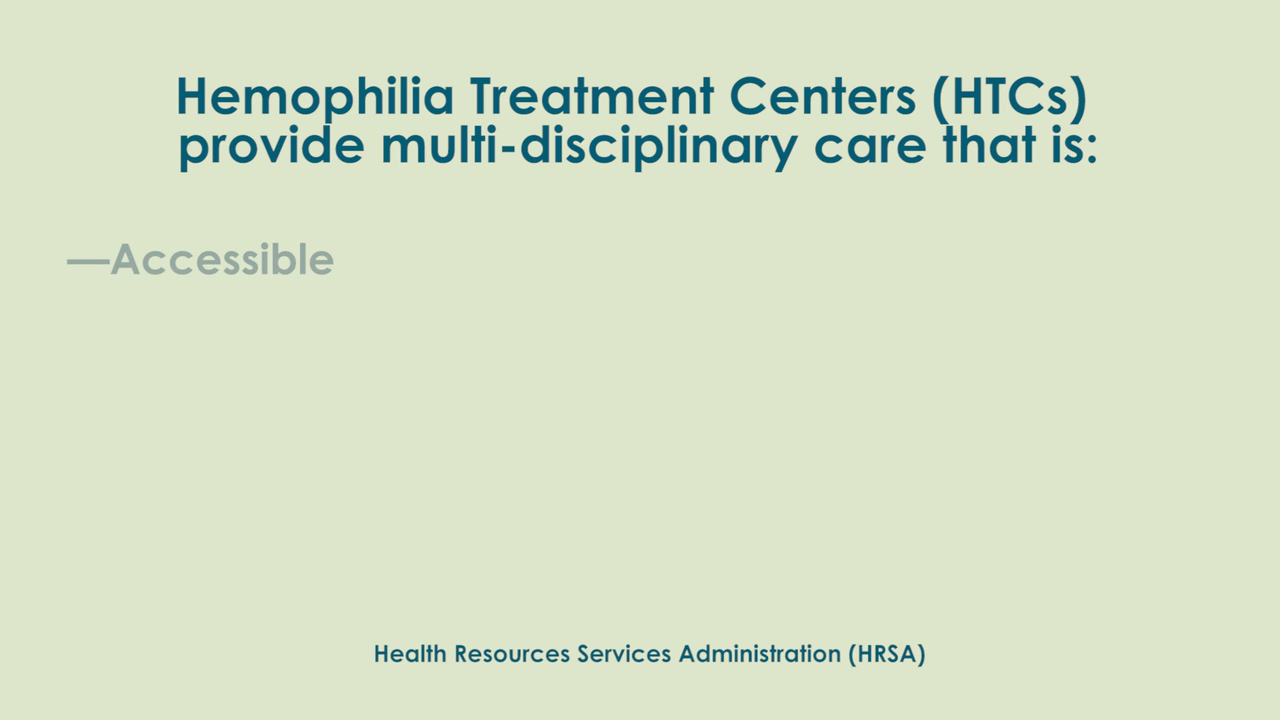 Hemophilia Treatment Centers (HTCs)
provide multi-disciplinary care that is:
—Accessible
Health Resources Services Administration (HRSA)